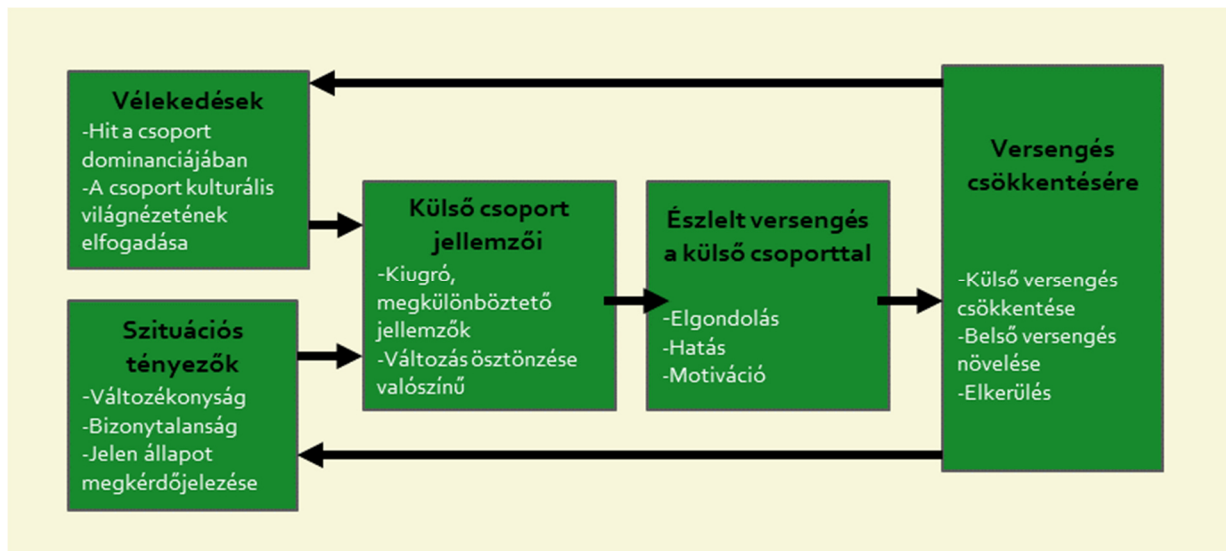 Vélekedések
-Hit a csoport
dominanciájában
-A csoport kulturális
világnézetének
elfogadása
Szituációs
tényezők
-Változékonyság
-Bizonytalanság
-Jelen állapot
megkérdőjelezése
Külső csoport
jellemzői
-Kiugró,
megkülönböztető
jellemzők
-Változás ösztönzése
valószínű
Észlelt versengés
a külső csoporttal
-Elgondolás
-Hatás
-Motiváció
Versengés
csökkentésére
-Külső versengés
csökkentése
-Belső versengés
növelése
-Elkerülés